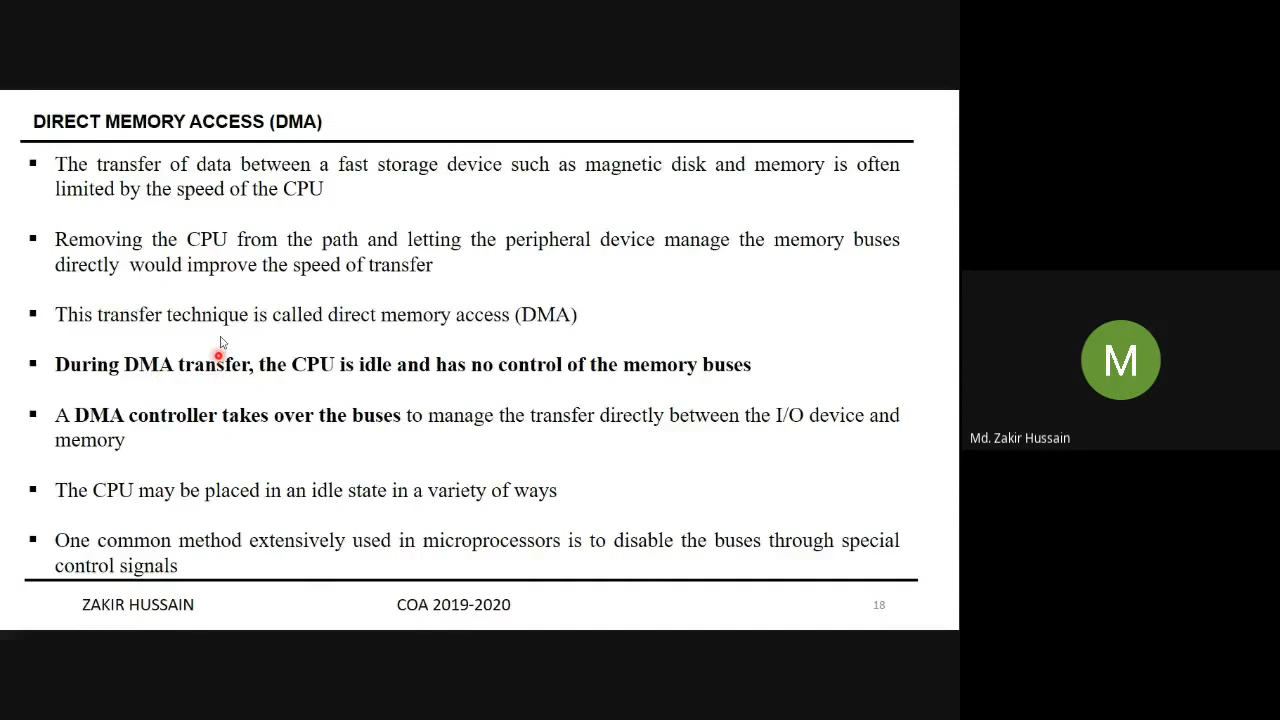 DIRECT MEMORY ACCESS (DMA)
▪ The transfer of data between a fast storage device such as magnetic disk and memory is often
limited by the speed of the CPU
▪ Removing the CPU from the path and letting the peripheral device manage the memory buses
directly would improve the speed of transfer
▪ This transfer technique is called direct memory access (DMA)
▪ During DMA transfer, the CPU is idle and has no control of the memory buses
▪ A DMA controller takes over the buses to manage the transfer directly between the I/O device and
memory
▪ The CPU may be placed in an idle state in a variety of ways
▪ One common method extensively used in microprocessors is to disable the buses through special
control signals
ZAKIR HUSSAIN COA 2019-2020 18
M
Md. Zakir Hussain